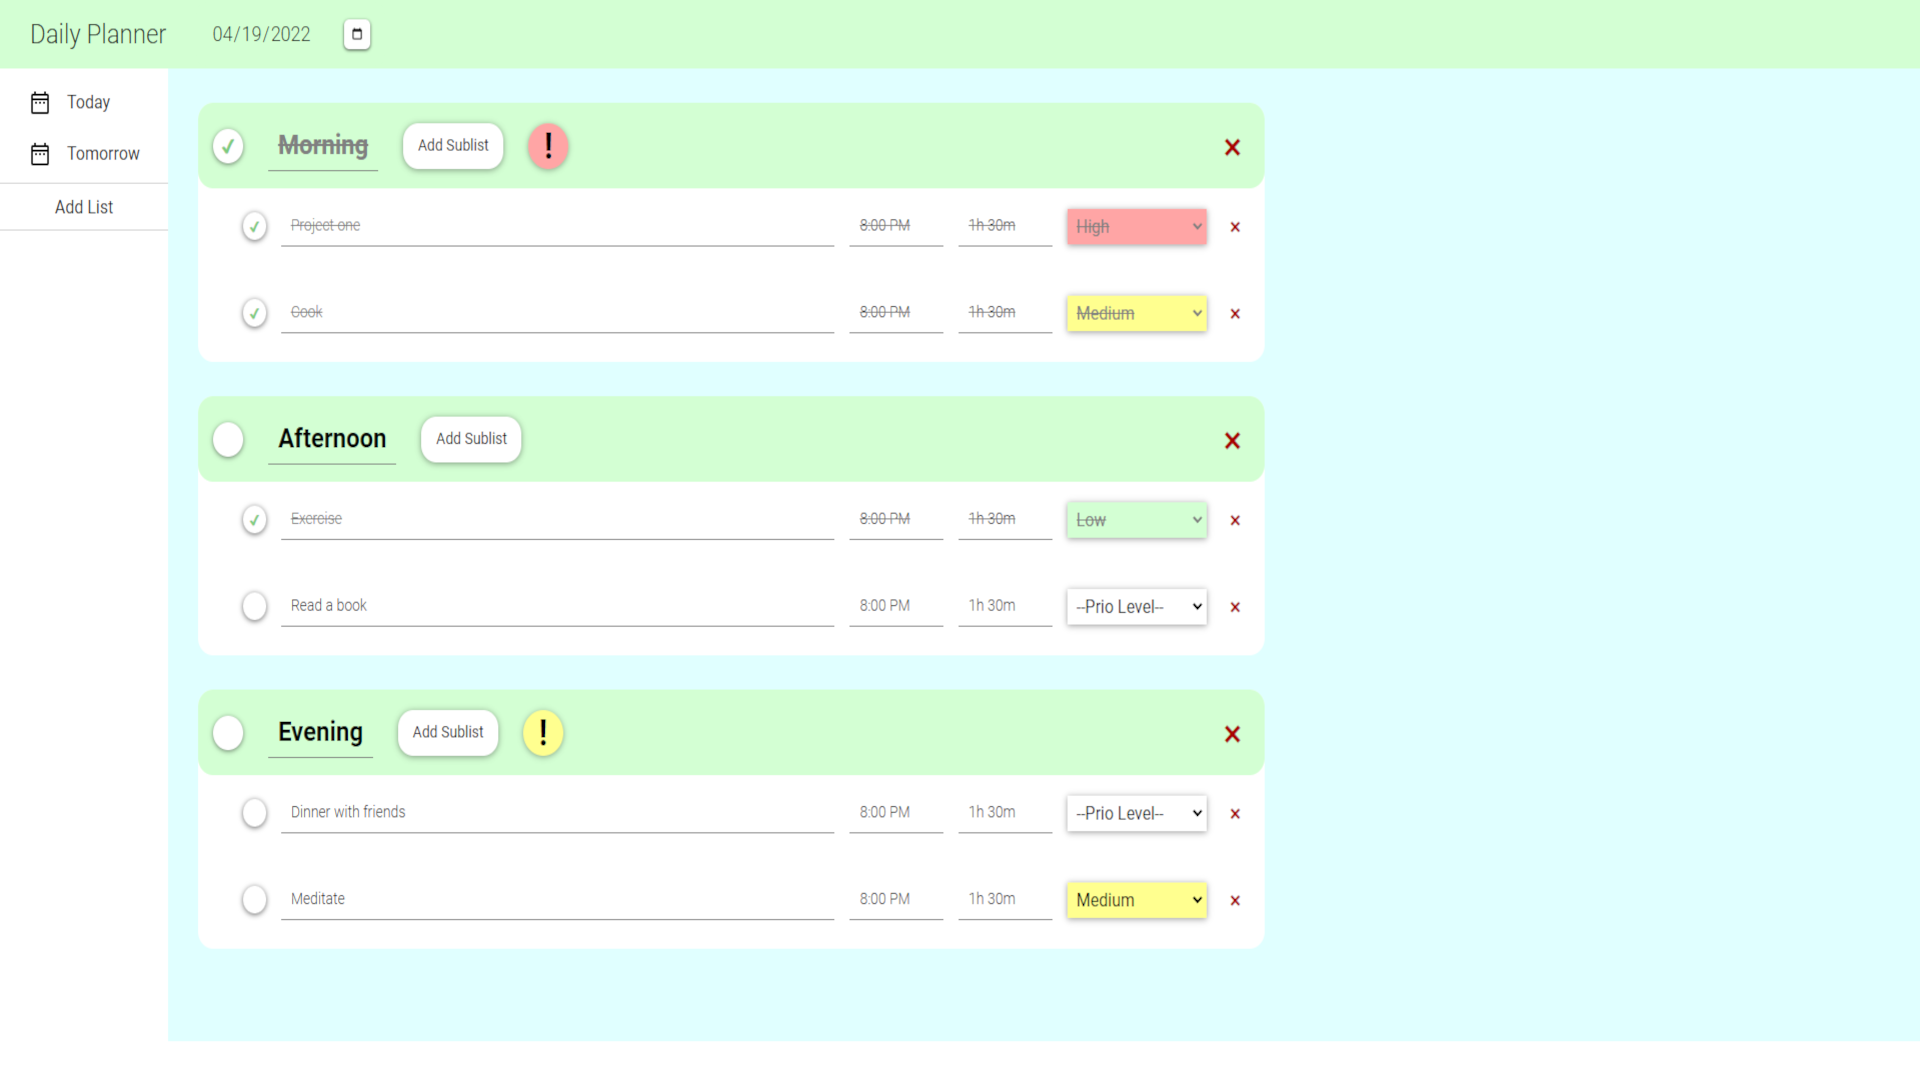 Daily Planner 04/19/2022
Today
Tomorrow
Add List
Morning Add Sublist !
Project one 8:00 PM 1h 30m High
Cook 8:00 PM 1h 30m Medium
Afternoon Add Sublist
Exercise 8:00 PM 1h 30m Low
Read a book 8:00 PM 1h 30m --Prio Level--
Evening Add Sublist !
Dinner with friends 8:00 PM 1h 30m --Prio Level--
Meditate 8:00 PM 1h 30m Medium